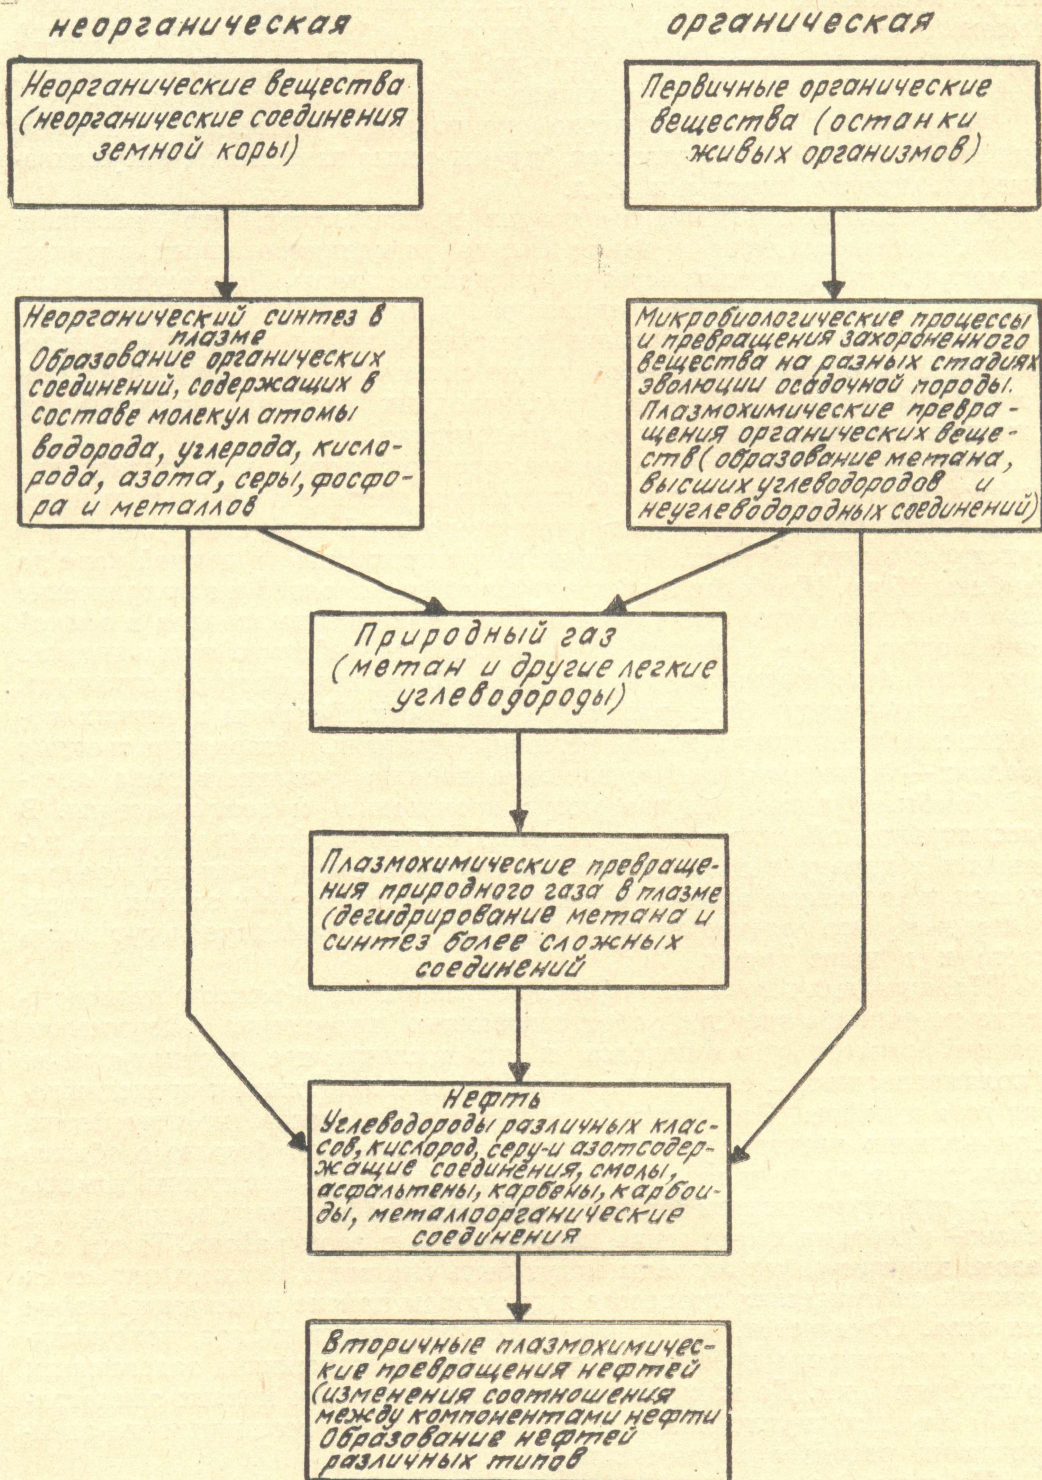 неорганическая
органическая
Неорганические вещества
(неорганические соединения
земной коры)
Первичные органические
вещества (останки
живых организмов)
Неорганический синтез в
плазме
Образование органических
соединений, содержащих в
составе молекул атомы
водорода, углерода, кисло-
рода, азота, серы, фосфо-
ра и металлов
Микробиологические процессы
и превращения захороненного
вещества на разных стадиях
эволюции осадочной породы.
Плазмохимические превра-
щения органических веще-
ств (образование метана,
высших углеводородов и
неуглеводородных соединений)
Природный газ
(метан и другие легкие
углеводороды)
Плазмохимические превраще-
ния природного газа в плазме
(дегидрирование метана и
синтез более сложных
соединений
Нефть
Углеводороды различных клас-
сов, кислород, серу-и азотсодер-
жащие соединения, смолы,
асфальтены, карбены, карбои-
ды, металлоорганические
соединения
Вторичные плазмохимичес-
кие превращения нефтей
(изменения соотношения
между компонентами нефти
Образование нефтей
различных типов